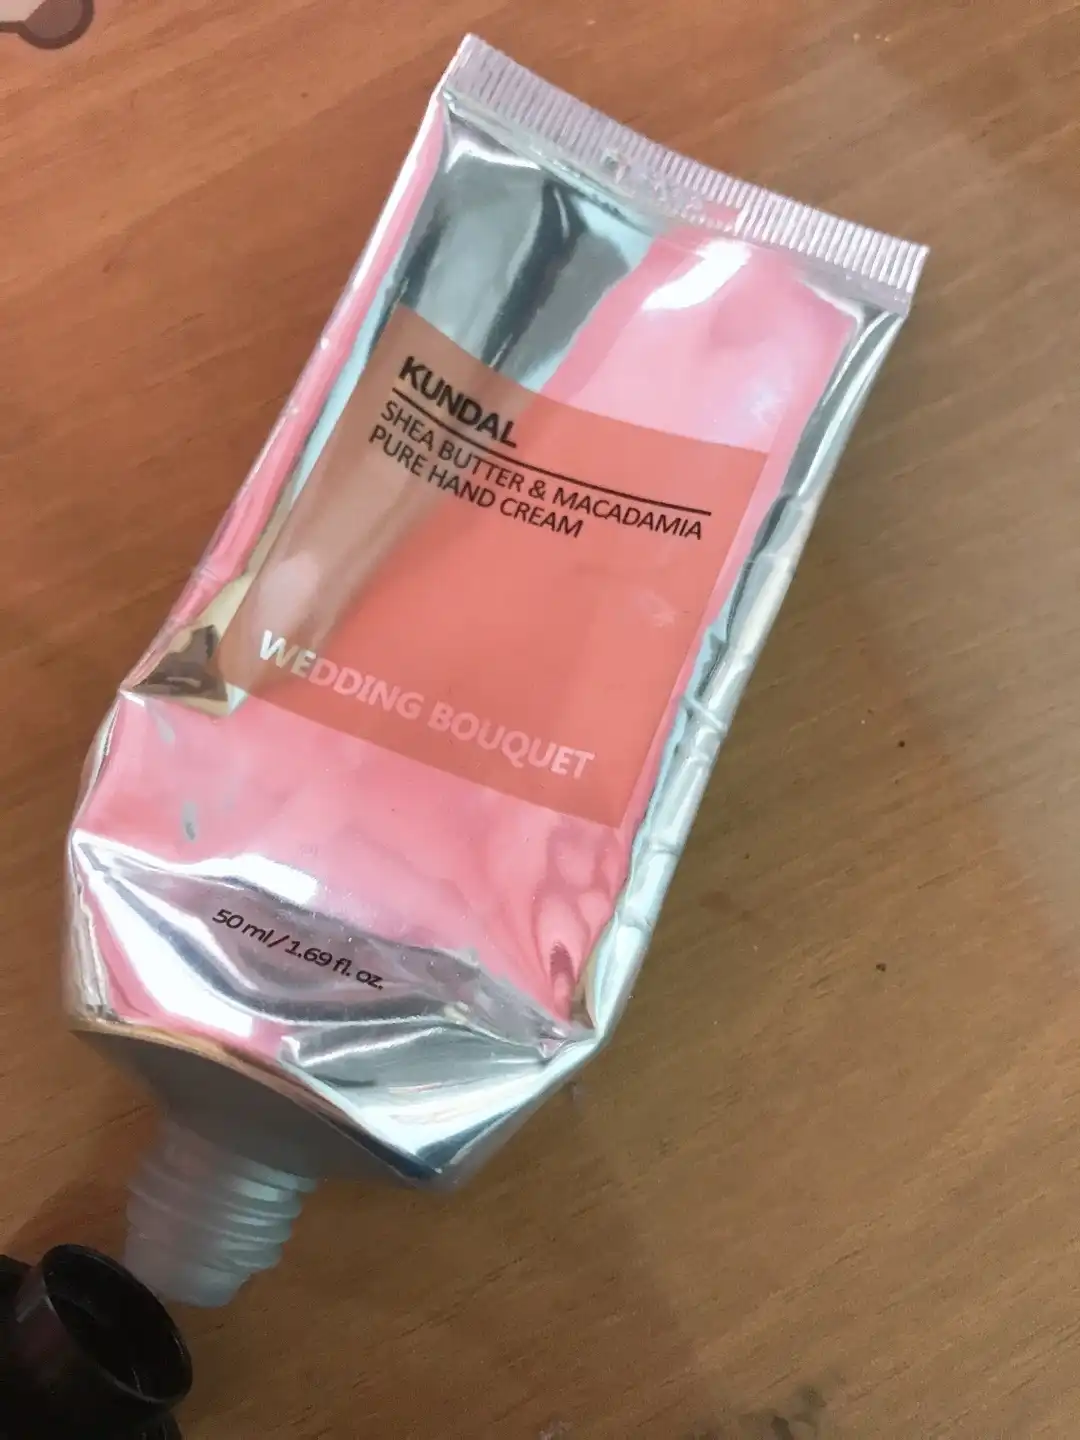 KUNDAL
SHEA BUTTER & MACADAMIA
PURE HAND CREAM
WEDDING BOUQUET
50 ml / 1.69 fl. oz.